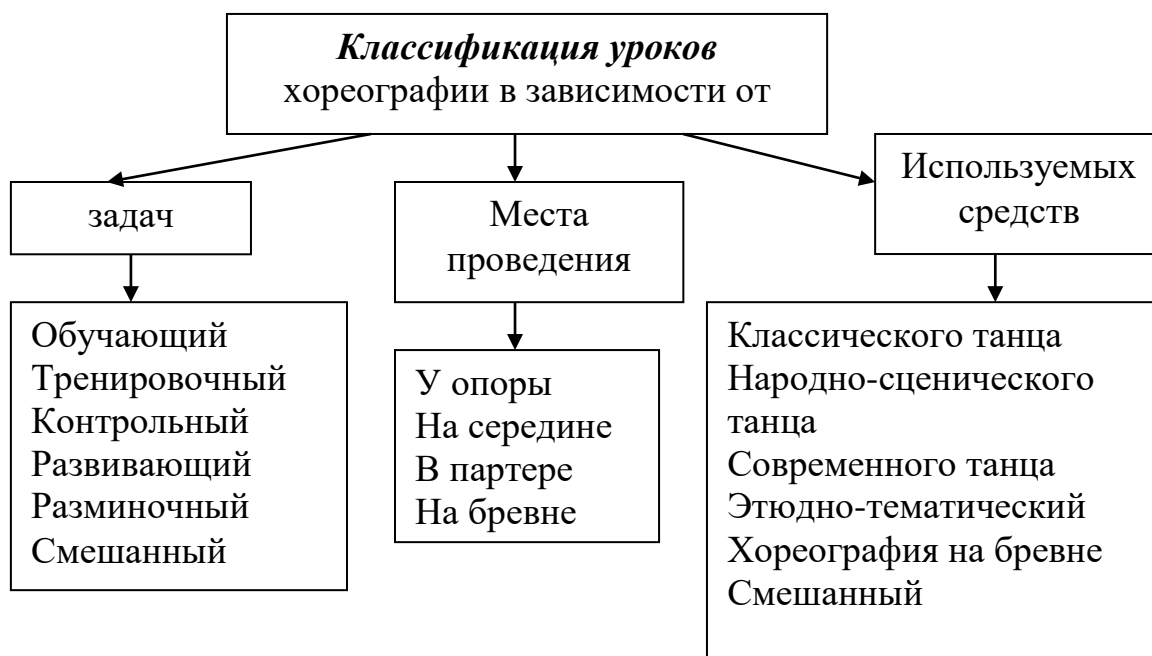 Классификация уроков
хореографии в зависимости от
задач
Места
проведения
Используемых
средств
Обучающий
Тренировочный
Контрольный
Развивающий
Разминочный
Смешанный
У опоры
На середине
В партере
На бревне
Классического танца
Народно-сценического
танца
Современного танца
Этюдно-тематический
Хореография на бревне
Смешанный